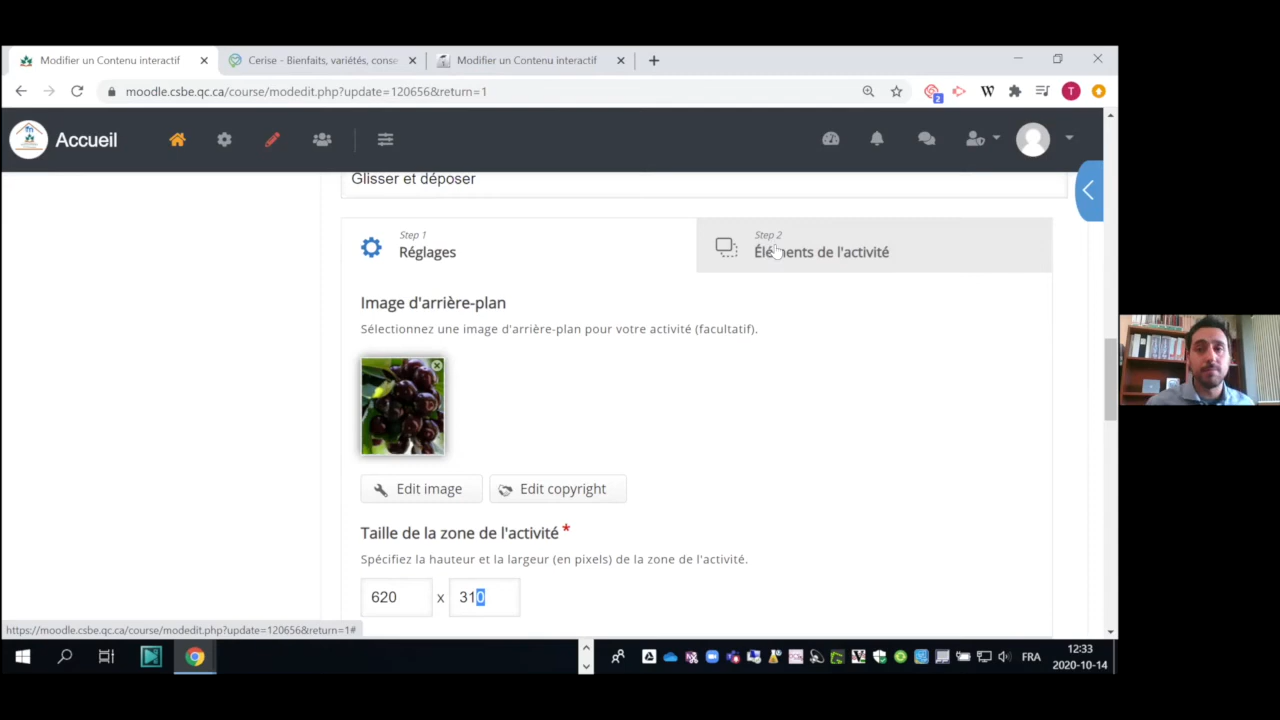 Modifier un Contenu interactif
Cerise - Bienfaits, variétés, conse
Modifier un Contenu interactif
moodle.csbe.qc.ca/course/modedit.php?update=120656&return=1
2
W
T
Accueil
Glisser et déposer
Step 1
Réglages
Step 2
Éléments de l'activité
Image d'arrière-plan
Sélectionnez une image d'arrière-plan pour votre activité (facultatif).
Edit image
Edit copyright
Taille de la zone de l'activité *
Spécifiez la hauteur et la largeur (en pixels) de la zone de l'activité.
620 x 310
https://moodle.csbe.qc.ca/course/modedit.php?update=120656&return=1#
FRA
12:33
2020-10-14